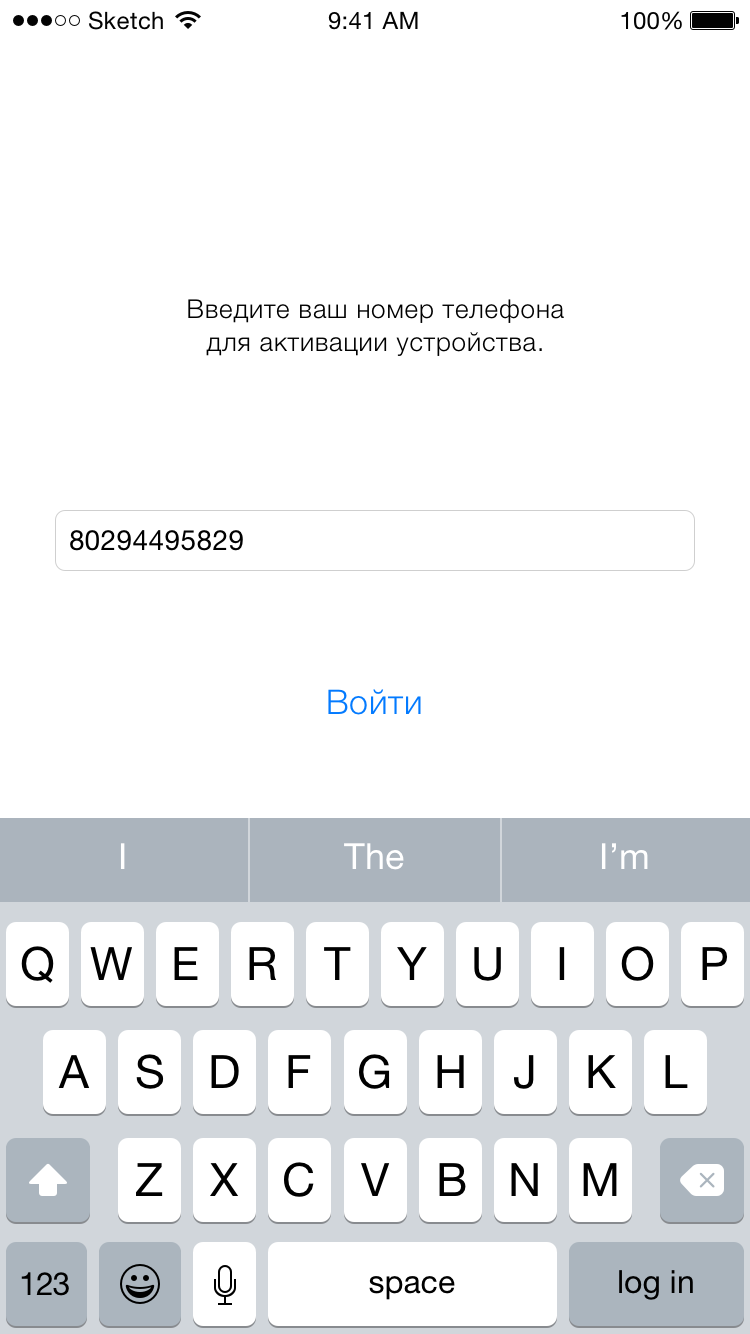 Sketch 9:41 AM 100%
Введите ваш номер телефона
для активации устройства.
80294495829
Войти
I The I’m
Q W E R T Y U I O P
A S D F G H J K L
Z X C V B N M
123 space log in